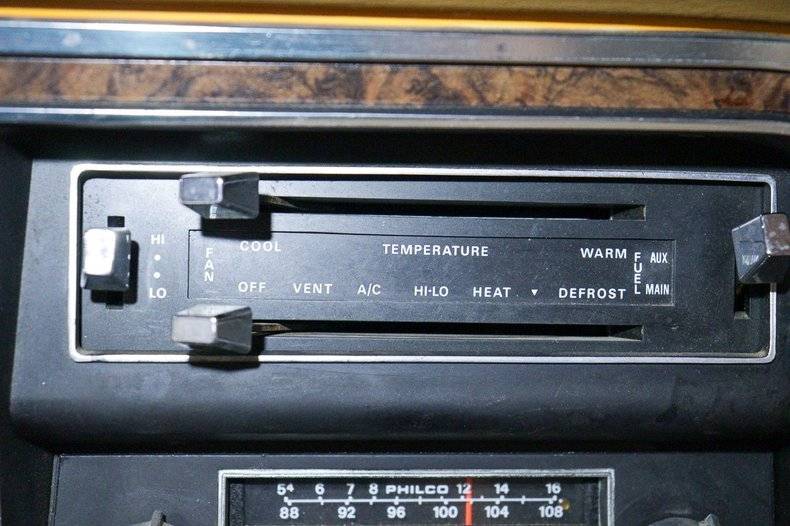 HI
LO
FAN
COOL TEMPERATURE WARM
OFF VENT A/C HI-LO HEAT ▼ DEFROST
FUEL
AUX
MAIN
54 6 7 8 PHILCO 12 14 16
88 92 96 100 104 108